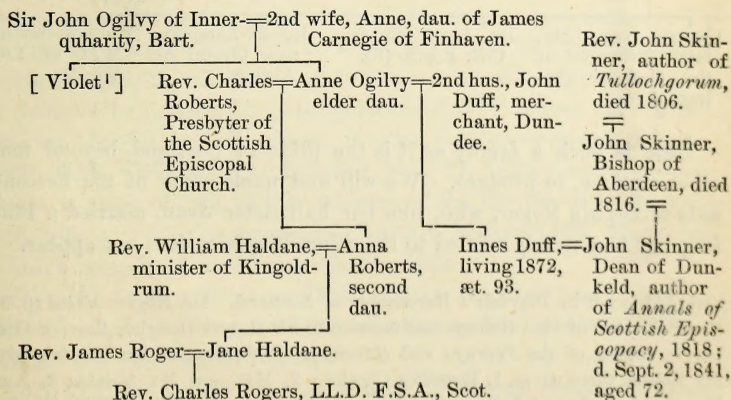 Sir John Ogilvy of Inner-
quharity, Bart.
2nd wife, Anne, dau. of James
Carnegie of Finhaven.
Rev. John Skin-
ner, author of
Tullochgorum,
died 1806.
[ Violet¹ ]
Rev. Charles
Roberts,
Presbyter of
the Scottish
Episcopal
Church.
Anne Ogilvy
elder dau.
2nd hus., John
Duff, mer-
chant, Dun-
dee.
John Skinner,
Bishop of
Aberdeen, died
1816.
Rev. William Haldane,
minister of Kingold-
rum.
Anna
Roberts,
second
dau.
Innes Duff,
living 1872,
æt. 93.
John Skinner,
Dean of Dun-
keld, author
of Annals of
Scottish Epis-
copacy, 1818;
d. Sept. 2, 1841,
aged 72.
Rev. James Roger
Jane Haldane.
Rev. Charles Rogers, LL.D. F.S.A., Scot.